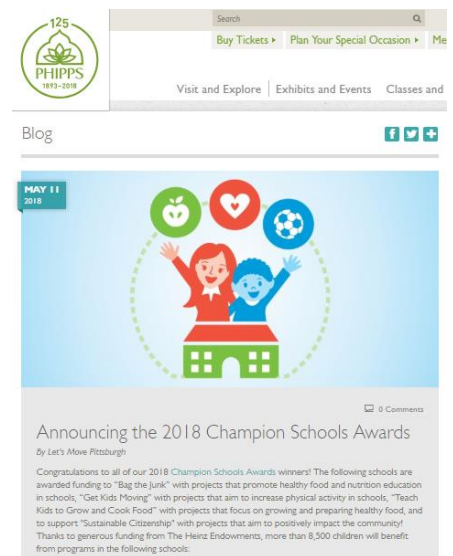 125
PHIPPS
1893-2018
Search
Buy Tickets Plan Your Special Occasion Me
Visit and Explore Exhibits and Events Classes and
Blog
MAY 11
2018
0 Comments
Announcing the 2018 Champion Schools Awards
By Let's Move Pittsburgh
Congratulations to all of our 2018 Champion Schools Awards winners! The following schools are
awarded funding to "Bag the Junk" with projects that promote healthy food and nutrition education
in schools, "Get Kids Moving" with projects that aim to increase physical activity in schools, "Teach
Kids to Grow and Cook Food" with projects that focus on growing and preparing healthy food, and
to support "Sustainable Citizenship" with projects that aim to positively impact the community!
Thanks to generous funding from The Heinz Endowments, more than 8,500 children will benefit
from programs in the following schools: